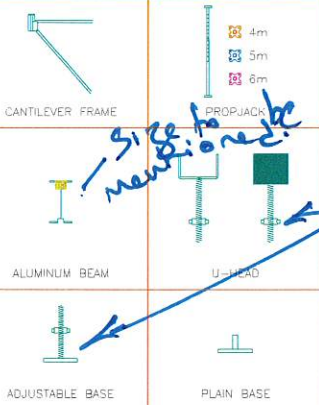 4m
5m
6m
CANTILEVER FRAME
PROPJACK
Size to be
mentioned.
ALUMINUM BEAM
U-HEAD
ADJUSTABLE BASE
PLAIN BASE